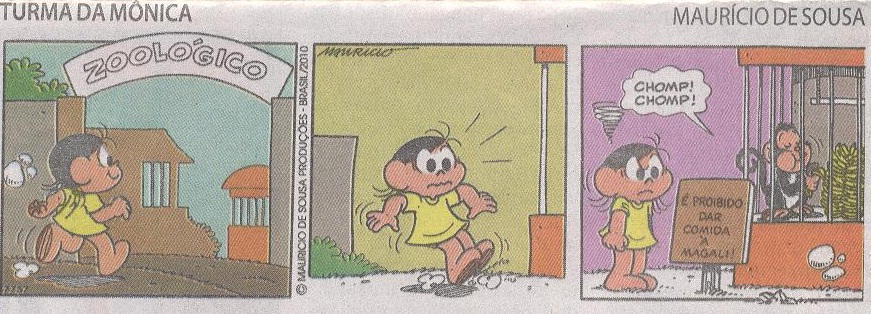 TURMA DA MÔNICA
MAURÍCIO DE SOUSA
ZOOLÓGICO
© MAURICIO DE SOUSA PRODUÇÕES - BRASIL/2010
MAURICIO
CHOMP!
CHOMP!
É PROIBIDO
DAR
COMIDA
À
MAGALI!